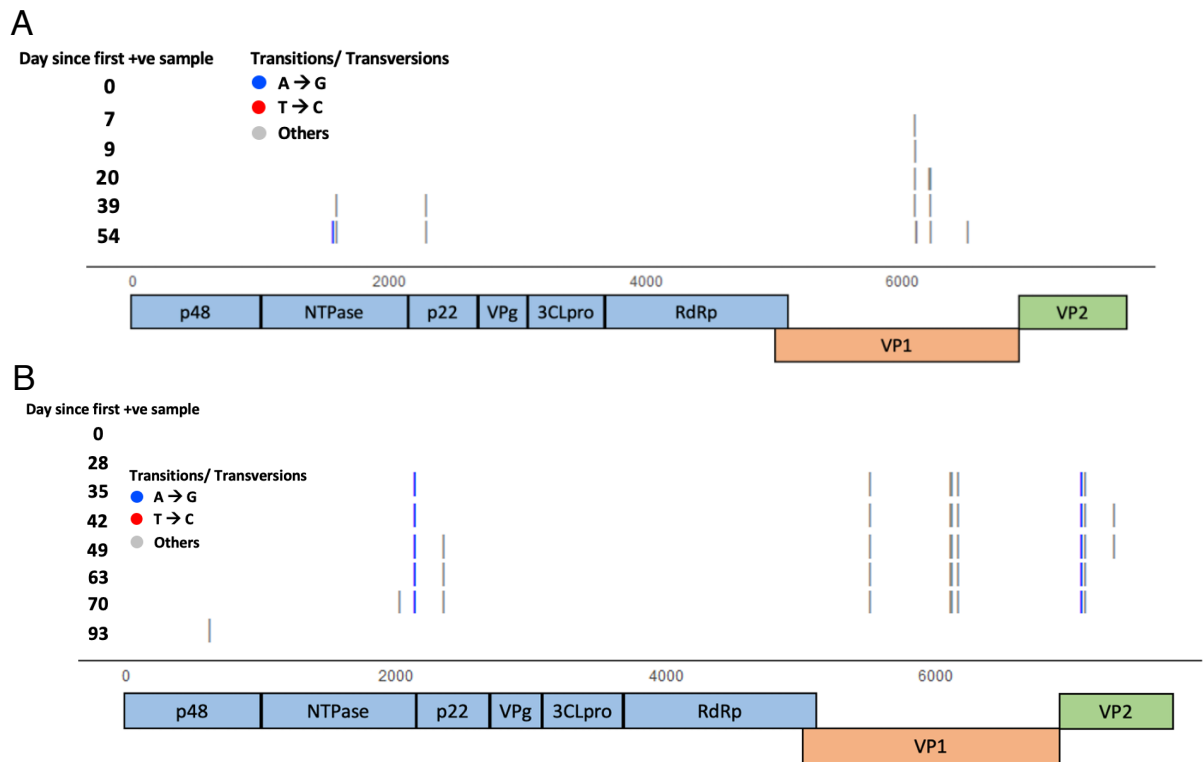 A
Day since first +ve sample
Transitions/ Transversions
0
A → G
7
T → C
9
Others
20
39
54
0 2000 4000 6000
p48 NTPase p22 VPg 3CLpro RdRp VP2
VP1
B
Day since first +ve sample
0
28
Transitions/ Transversions
35
A → G
42
T → C
49
Others
63
70
93
0 2000 4000 6000
p48 NTPase p22 VPg 3CLpro RdRp VP2
VP1